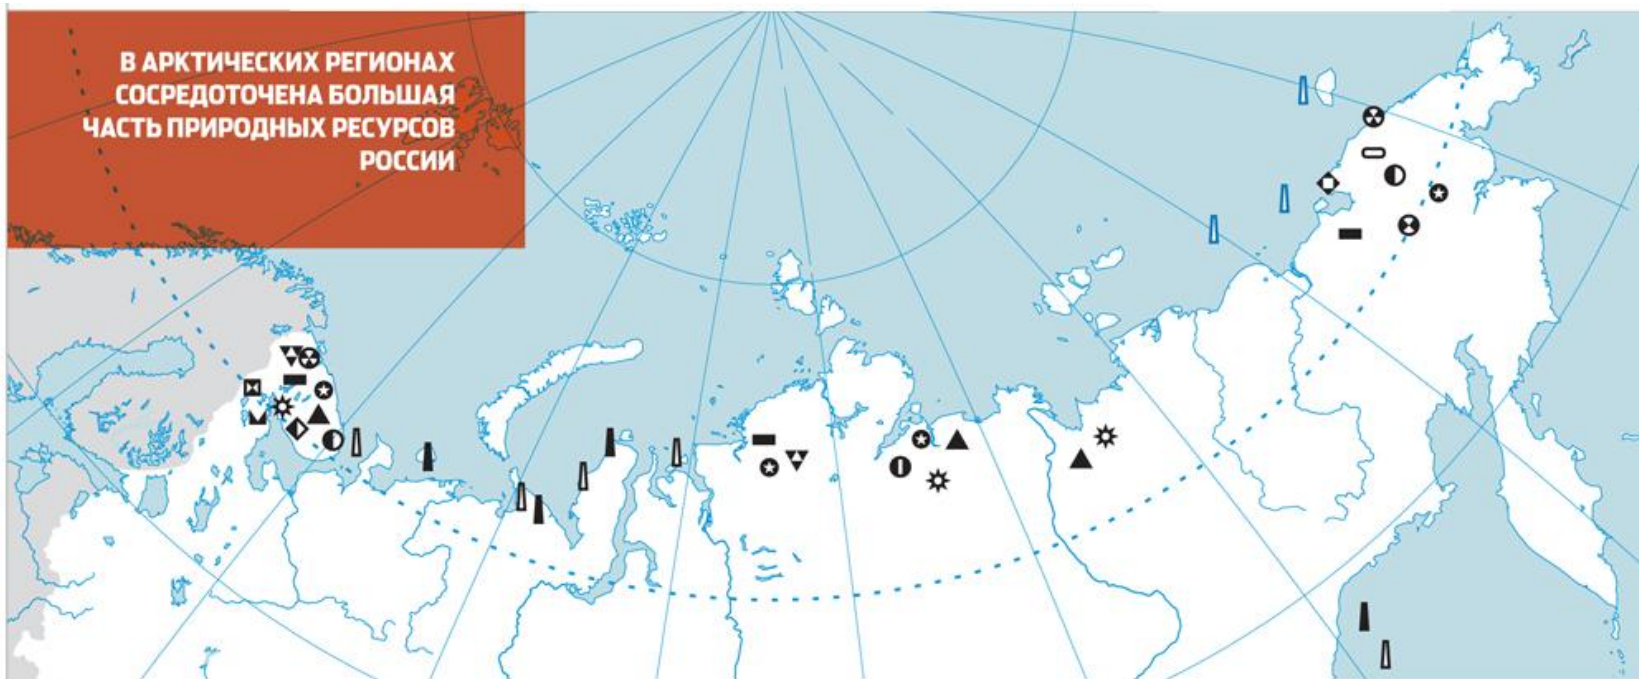 В АРКТИЧЕСКИХ РЕГИОНАХ
СОСРЕДОТОЧЕНА БОЛЬШАЯ
ЧАСТЬ ПРИРОДНЫХ РЕСУРСОВ
РОССИИ